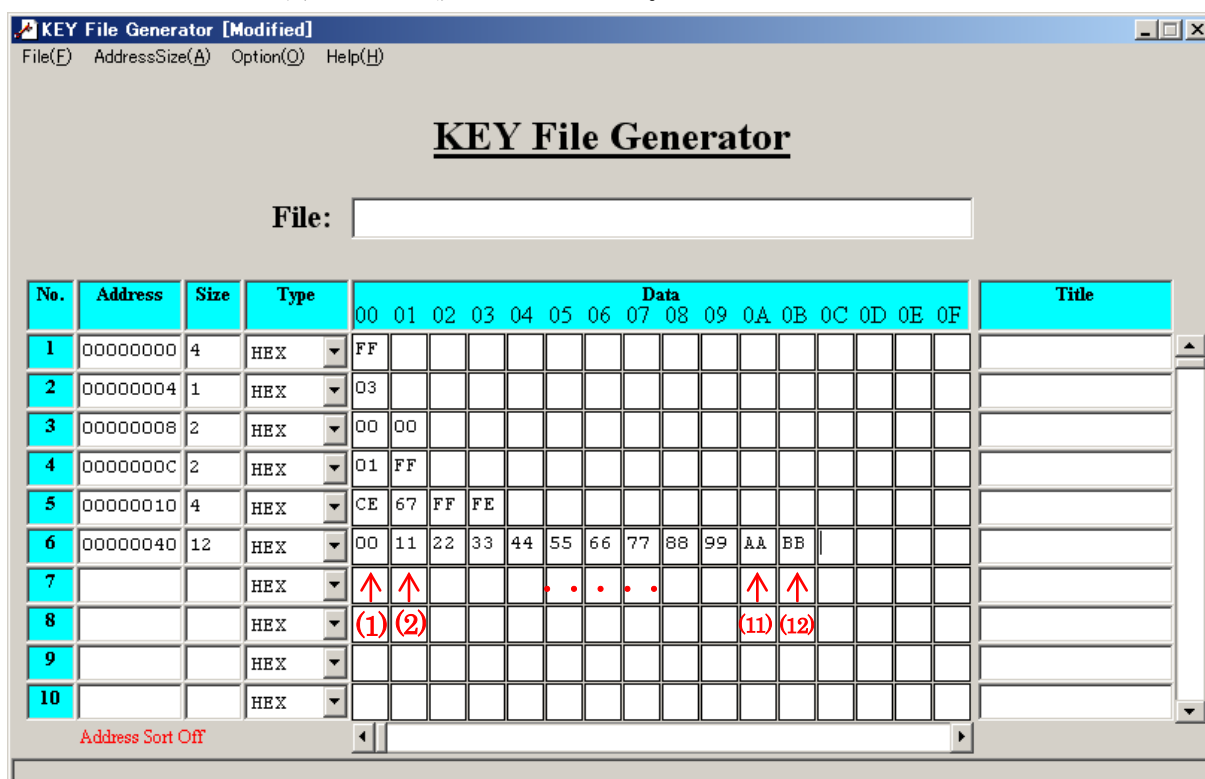 KEY File Generator [Modified]
File(F) AddressSize(A) Option(O) Help(H)
KEY File Generator
File:
No. Address Size Type Data Title
00 01 02 03 04 05 06 07 08 09 0A 0B 0C 0D 0E 0F
1 00000000 4 HEX FF
2 00000004 1 HEX 03
3 00000008 2 HEX 00 00
4 0000000C 2 HEX 01 FF
5 00000010 4 HEX CE 67 FF FE
6 00000040 12 HEX 00 11 22 33 44 55 66 77 88 99 AA BB
7 HEX
8 HEX (1) (2) (11) (12)
9 HEX
10 HEX
Address Sort Off